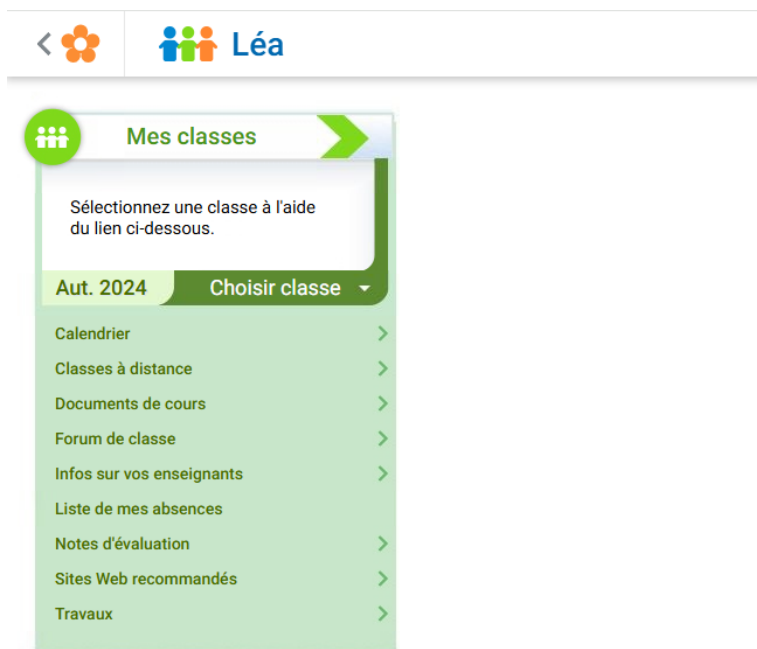 Léa
Mes classes
Sélectionnez une classe à l'aide
du lien ci-dessous.
Aut. 2024 Choisir classe
Calendrier
Classes à distance
Documents de cours
Forum de classe
Infos sur vos enseignants
Liste de mes absences
Notes d'évaluation
Sites Web recommandés
Travaux